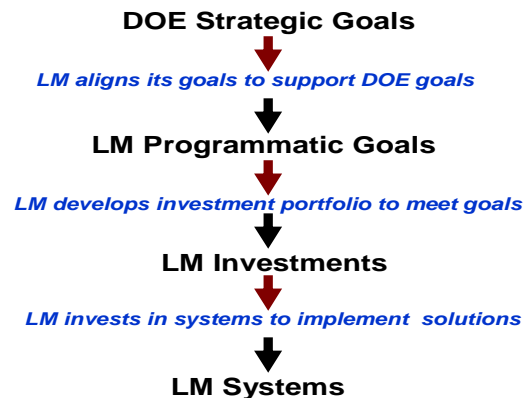 DOE Strategic Goals
LM aligns its goals to support DOE goals
LM Programmatic Goals
LM develops investment portfolio to meet goals
LM Investments
LM invests in systems to implement solutions
LM Systems